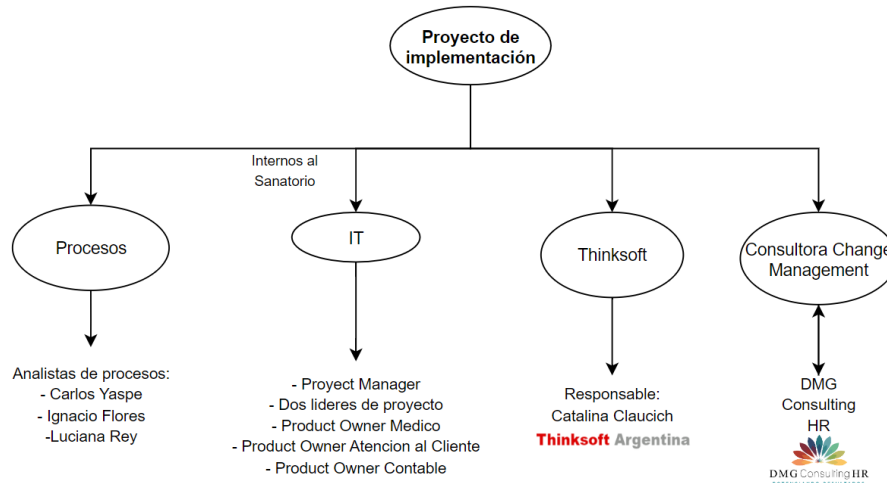 Proyecto de
implementación
Internos al
Sanatorio
Procesos
IT
Thinksoft
Consultora Change
Management
Analistas de procesos:
- Carlos Yaspe
- Ignacio Flores
-Luciana Rey
- Proyect Manager
- Dos lideres de proyecto
- Product Owner Medico
- Product Owner Atencion al Cliente
- Product Owner Contable
Responsable:
Catalina Claucich
Thinksoft Argentina
DMG
Consulting
HR
DMG Consulting HR